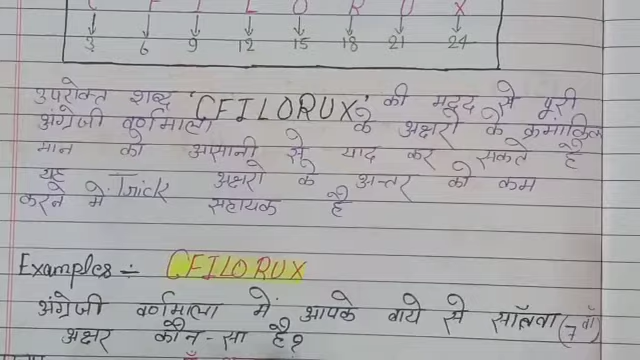 C F I L O R U X
3 6 9 12 15 18 21 24
उपरोक्त शब्द 'CFILORUX' की मद्दद से पूरी
अंग्रेजी वर्णमाला के अक्षरो के क्रमांकित
मान को आसानी से याद कर सकते है
यह Trick अक्षरो के अन्तर को कम
करने मे सहायक है
Examples :- CFILORUX
अंग्रेजी वर्णमाला में आपके बाये से साँतवा (7 वाँ)
अक्षर कौन-सा है?